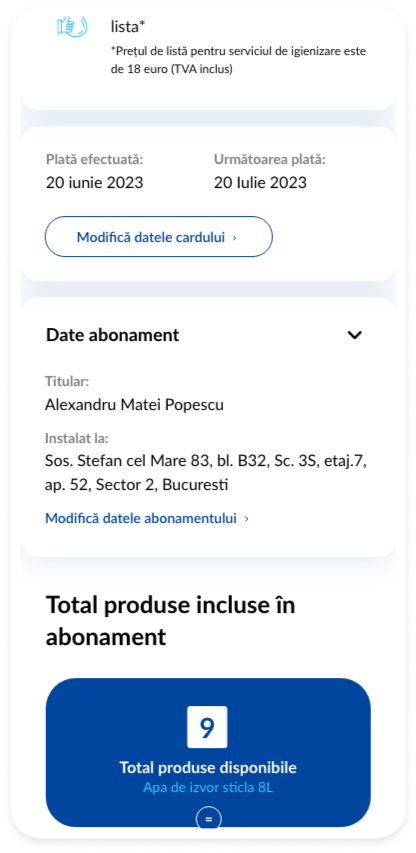 lista*
*Prețul de listă pentru serviciul de igienizare este
de 18 euro (TVA inclus)
Plată efectuată:
Următoarea plată:
20 iunie 2023
20 Iulie 2023
Modifică datele cardului ›
Date abonament
Titular:
Alexandru Matei Popescu
Instalat la:
Sos. Stefan cel Mare 83, bl. B32, Sc. 3S, etaj.7,
ap. 52, Sector 2, Bucuresti
Modifică datele abonamentului ›
Total produse incluse în
abonament
9
Total produse disponibile
Apa de izvor sticla 8L
=